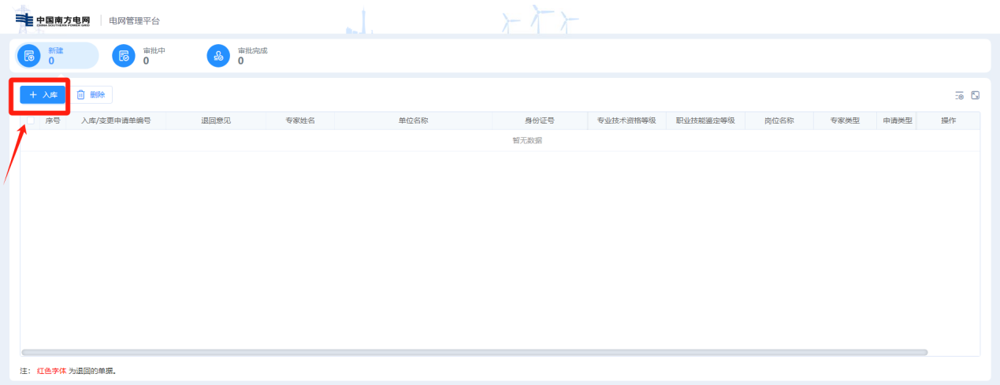 中国南方电网 电网管理平台
CHINA SOUTHERN POWER GRID
新建 审批中 审批完成
0 0 0
+ 入库 删除
序号 入库/变更申请单编号 退回意见 专家姓名 单位名称 身份证号 专业技术资格等级 职业技能鉴定等级 岗位名称 专家类型 申请类型 操作
暂无数据
注： 红色字体 为退回的单据。